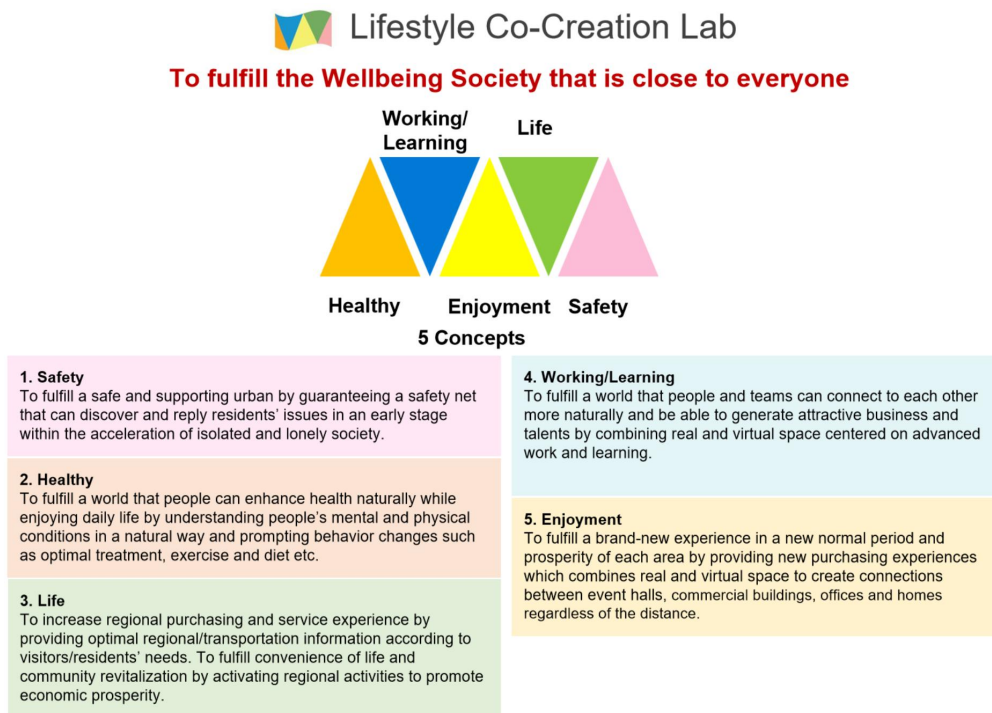 Lifestyle Co-Creation Lab
To fulfill the Wellbeing Society that is close to everyone
Working/
Learning
Life
Healthy
Enjoyment
Safety
5 Concepts
1. Safety
To fulfill a safe and supporting urban by guaranteeing a safety net
that can discover and reply residents' issues in an early stage
within the acceleration of isolated and lonely society.
2. Healthy
To fulfill a world that people can enhance health naturally while
enjoying daily life by understanding people's mental and physical
conditions in a natural way and prompting behavior changes such
as optimal treatment, exercise and diet etc.
3. Life
To increase regional purchasing and service experience by
providing optimal regional/transportation information according to
visitors/residents' needs. To fulfill convenience of life and
community revitalization by activating regional activities to promote
economic prosperity.
4. Working/Learning
To fulfill a world that people and teams can connect to each other
more naturally and be able to generate attractive business and
talents by combining real and virtual space centered on advanced
work and learning.
5. Enjoyment
To fulfill a brand-new experience in a new normal period and
prosperity of each area by providing new purchasing experiences
which combines real and virtual space to create connections
between event halls, commercial buildings, offices and homes
regardless of the distance.